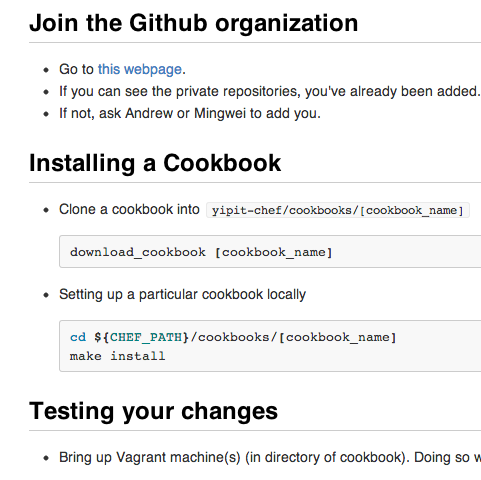 Join the Github organization
Go to this webpage.
If you can see the private repositories, you've already been added.
If not, ask Andrew or Mingwei to add you.
Installing a Cookbook
Clone a cookbook into yipit-chef/cookbooks/[cookbook_name]
download_cookbook [cookbook_name]
Setting up a particular cookbook locally
cd ${CHEF_PATH}/cookbooks/[cookbook_name]
make install
Testing your changes
Bring up Vagrant machine(s) (in directory of cookbook). Doing so